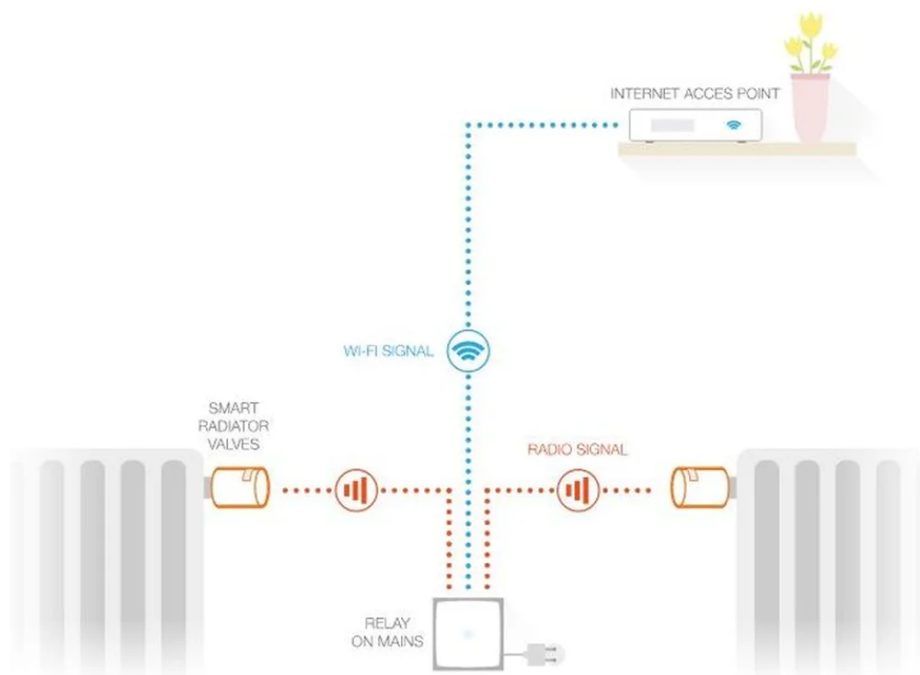 INTERNET ACCES POINT
WI-FI SIGNAL
SMART
RADIATOR
VALVES
RADIO SIGNAL
RELAY
ON MAINS